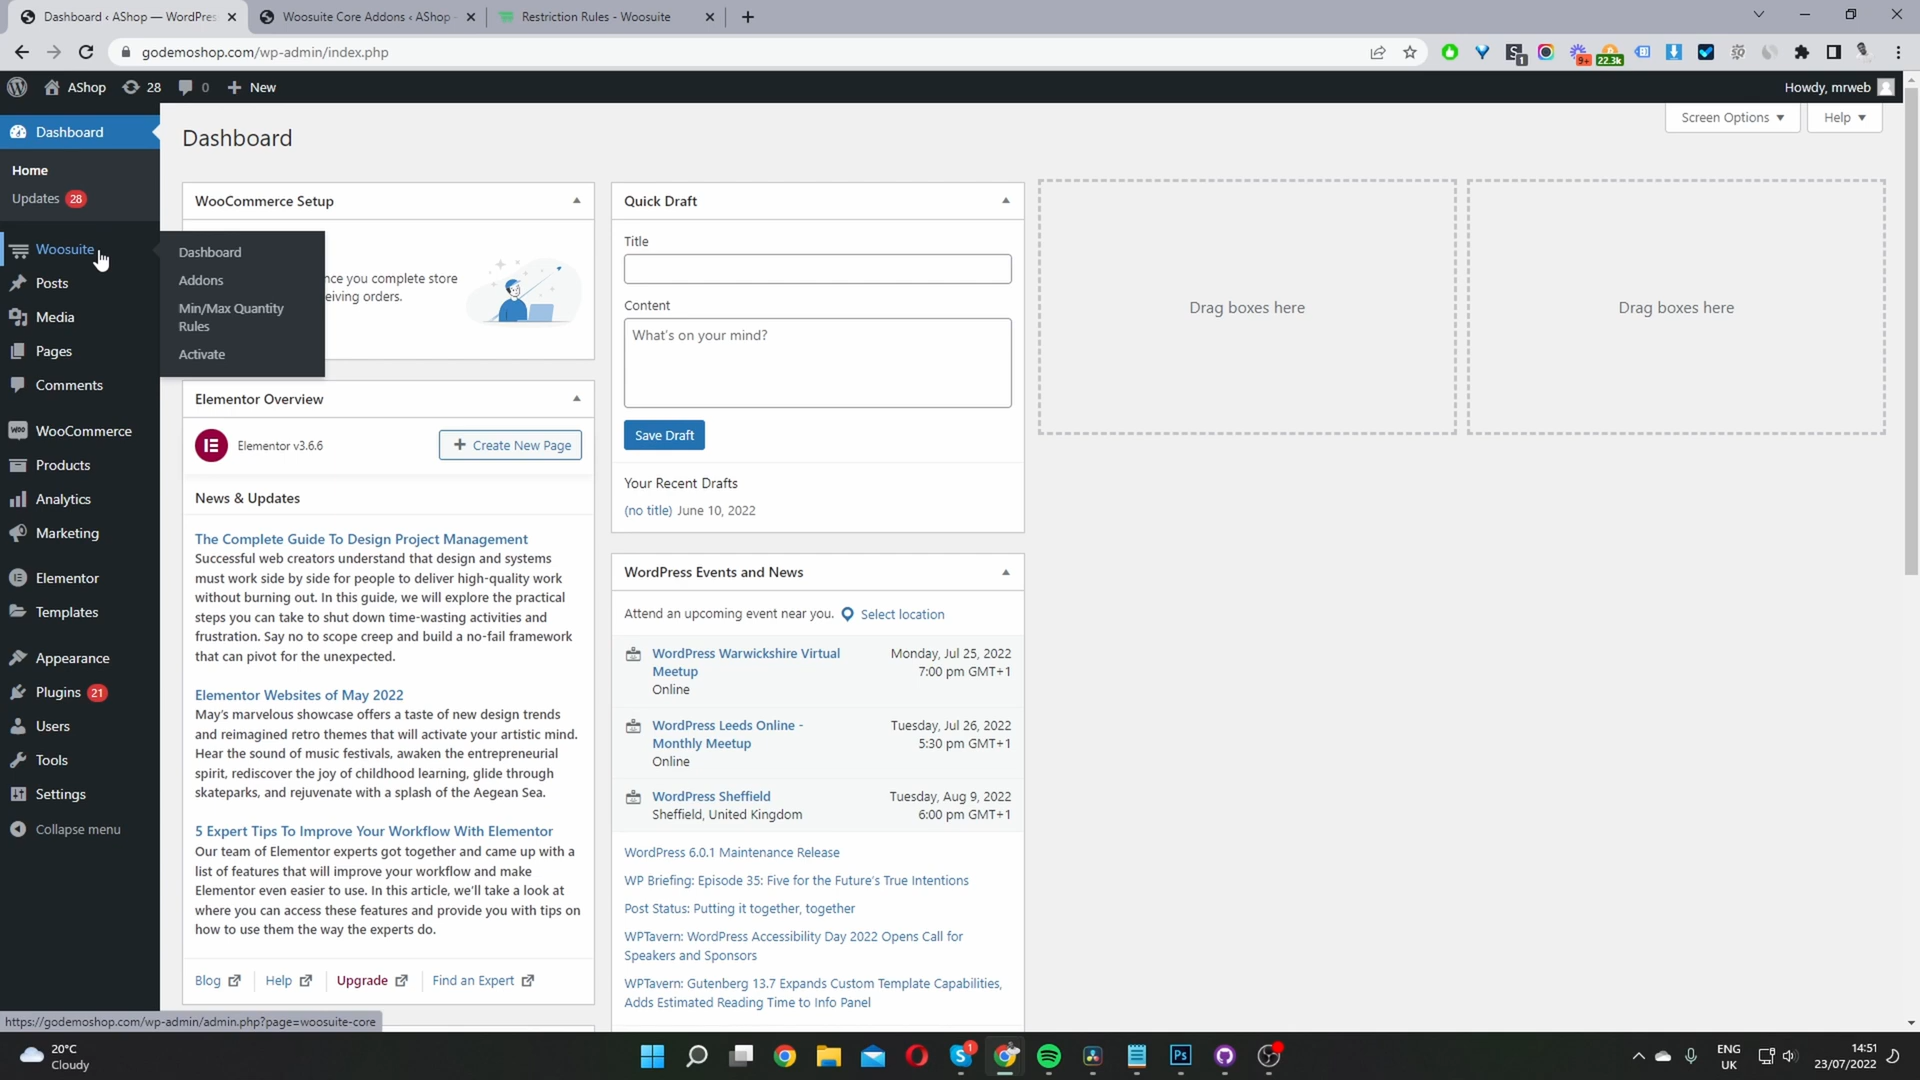 Dashboard ‹ AShop — WordPres
Woosuite Core Addons ‹ AShop
Restriction Rules - Woosuite
godemoshop.com/wp-admin/index.php
1
9+
22.3k
AShop
28
0
New
Howdy, mrweb
Dashboard
Home
Updates 28
Woosuite
Posts
Media
Pages
Comments
WooCommerce
Products
Analytics
Marketing
Elementor
Templates
Appearance
Plugins 21
Users
Tools
Settings
Collapse menu
Dashboard
Addons
Min/Max Quantity
Rules
Activate
Dashboard
Screen Options
Help
WooCommerce Setup
nce you complete store
eiving orders.
Elementor Overview
Elementor v3.6.6
Create New Page
News & Updates
The Complete Guide To Design Project Management
Successful web creators understand that design and systems
must work side by side for people to deliver high-quality work
without burning out. In this guide, we will explore the practical
steps you can take to shut down time-wasting activities and
frustration. Say no to scope creep and build a no-fail framework
that can pivot for the unexpected.
Elementor Websites of May 2022
May's marvelous showcase offers a taste of new design trends
and reimagined retro themes that will activate your artistic mind.
Hear the sound of music festivals, awaken the entrepreneurial
spirit, rediscover the joy of childhood learning, glide through
skateparks, and rejuvenate with a splash of the Aegean Sea.
5 Expert Tips To Improve Your Workflow With Elementor
Our team of Elementor experts got together and came up with a
list of features that will improve your workflow and make
Elementor even easier to use. In this article, we'll take a look at
where you can access these features and provide you with tips on
how to use them the way the experts do.
Blog
Help
Upgrade
Find an Expert
Quick Draft
Title
Content
What's on your mind?
Save Draft
Your Recent Drafts
(no title) June 10, 2022
WordPress Events and News
Attend an upcoming event near you. Select location
WordPress Warwickshire Virtual
Meetup
Online
Monday, Jul 25, 2022
7:00 pm GMT+1
WordPress Leeds Online -
Monthly Meetup
Online
Tuesday, Jul 26, 2022
5:30 pm GMT+1
WordPress Sheffield
Sheffield, United Kingdom
Tuesday, Aug 9, 2022
6:00 pm GMT+1
WordPress 6.0.1 Maintenance Release
WP Briefing: Episode 35: Five for the Future's True Intentions
Post Status: Putting it together, together
WPTavern: WordPress Accessibility Day 2022 Opens Call for
Speakers and Sponsors
WPTavern: Gutenberg 13.7 Expands Custom Template Capabilities,
Adds Estimated Reading Time to Info Panel
Drag boxes here
Drag boxes here
https://godemoshop.com/wp-admin/admin.php?page=woosuite-core
20°C
Cloudy
1
Ps
ENG
UK
14:51
23/07/2022